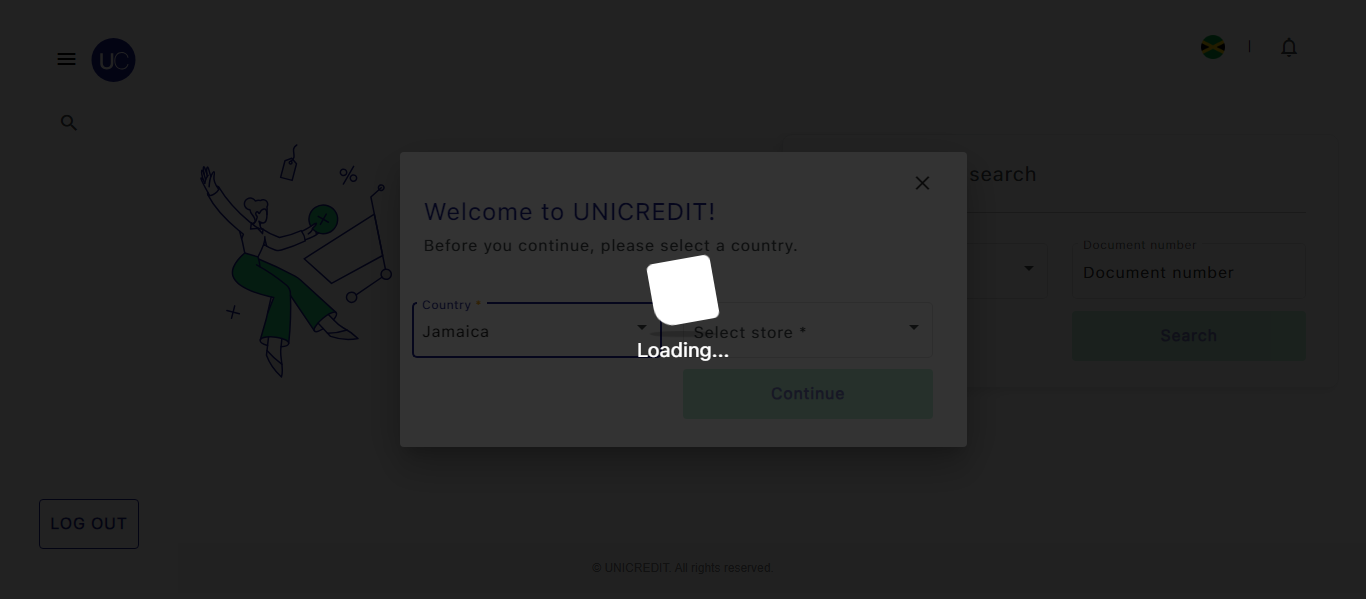 UC
search
Welcome to UNICREDIT!
Before you continue, please select a country.
Document number
Document number
Country *
Jamaica
Select store *
Search
Loading...
Continue
LOG OUT
© UNICREDIT. All rights reserved.